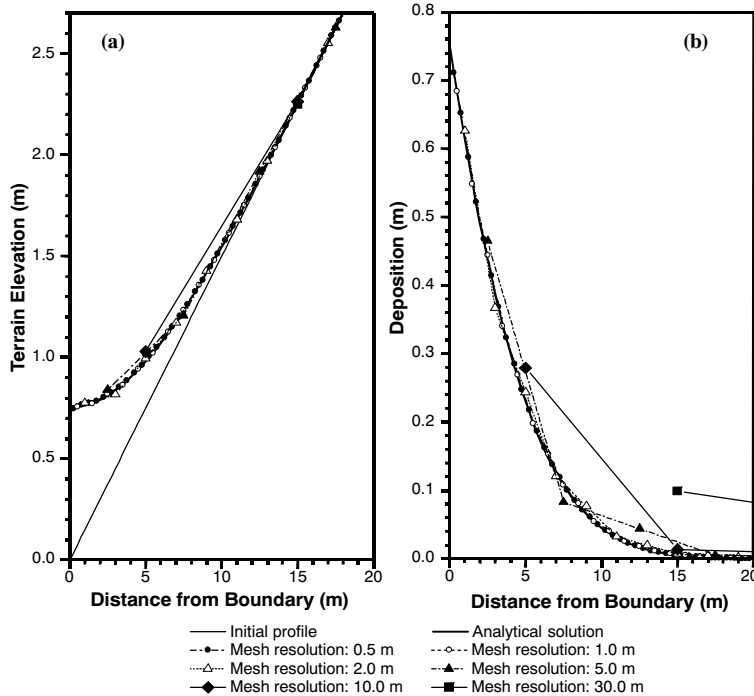 (a)
2.5
2.0
1.5
1.0
0.5
0.0
Terrain Elevation (m)
0
5
10
15
20
Distance from Boundary (m)
(b)
0.8
0.7
0.6
0.5
0.4
0.3
0.2
0.1
0.0
Deposition (m)
0
5
10
15
20
Distance from Boundary (m)
Initial profile
Analytical solution
Mesh resolution: 0.5 m
Mesh resolution: 1.0 m
Mesh resolution: 2.0 m
Mesh resolution: 5.0 m
Mesh resolution: 10.0 m
Mesh resolution: 30.0 m